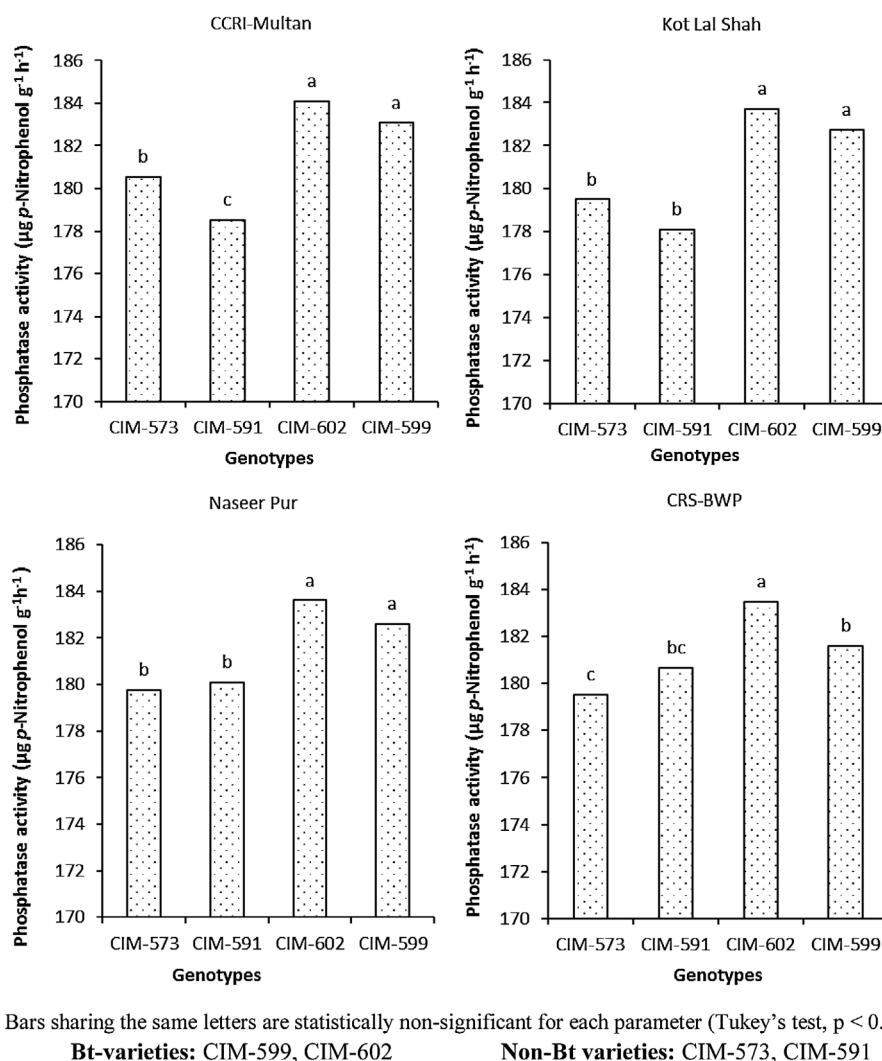 CCRI-Multan
Phosphatase activity (µg p-Nitrophenol g⁻¹ h⁻¹)
186
184
182
180
178
176
174
172
170
b
c
a
a
CIM-573 CIM-591 CIM-602 CIM-599
Genotypes
Kot Lal Shah
Phosphatase activity (µg p-Nitrophenol g⁻¹ h⁻¹)
186
184
182
180
178
176
174
172
170
b
b
a
a
CIM-573 CIM-591 CIM-602 CIM-599
Genotypes
Naseer Pur
Phosphatase activity (µg p-Nitrophenol g⁻¹h⁻¹)
186
184
182
180
178
176
174
172
170
b
b
a
a
CIM-573 CIM-591 CIM-602 CIM-599
Genotypes
CRS-BWP
Phosphatase activity (µg p-Nitrophenol g⁻¹ h⁻¹)
186
184
182
180
178
176
174
172
170
c
bc
a
b
CIM-573 CIM-591 CIM-602 CIM-599
Genotypes
Bars sharing the same letters are statistically non-significant for each parameter (Tukey's test, p < 0.
Bt-varieties: CIM-599, CIM-602 Non-Bt varieties: CIM-573, CIM-591